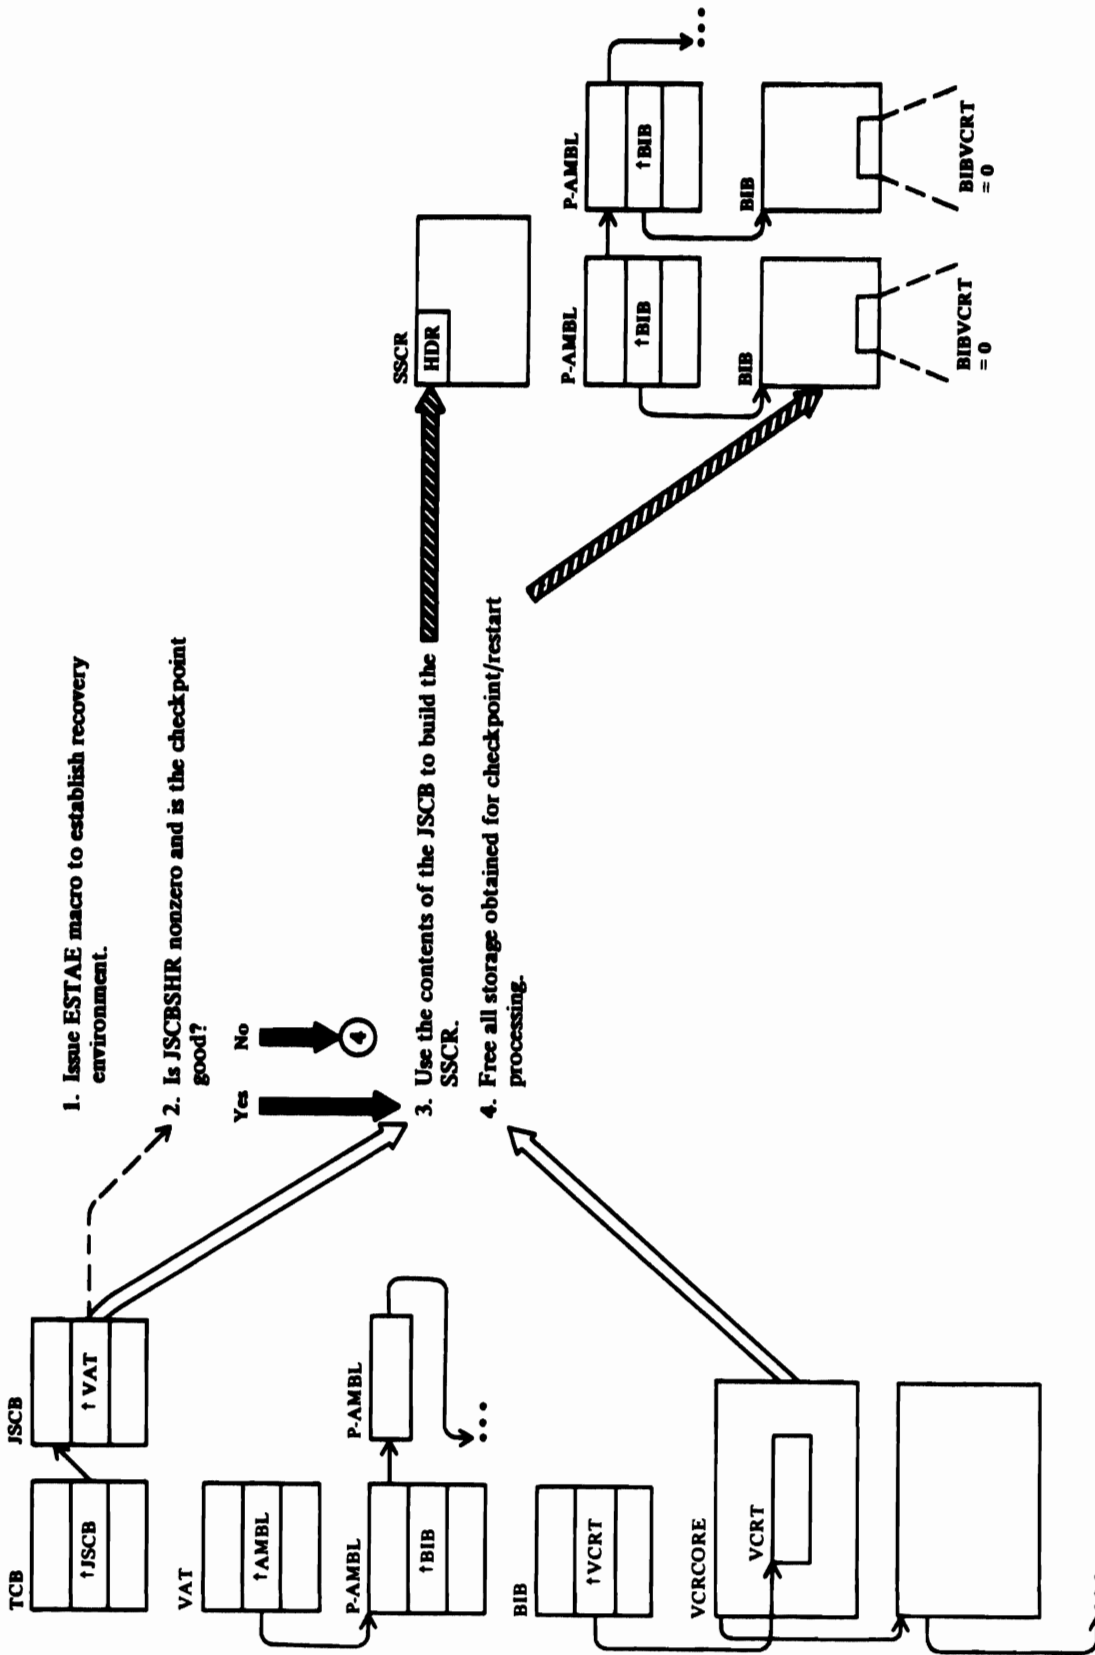 TCB
↑JSCB
JSCB
↑VAT
VAT
↑AMBL
P-AMBL
↑BIB
P-AMBL
...
BIB
↑VCRT
VCRCORE
VCRT
1. Issue ESTAE macro to establish recovery
environment.
2. Is JSCBSHR nonzero and is the checkpoint
good?
Yes
No
4
3. Use the contents of the JSCB to build the
SSCR.
4. Free all storage obtained for checkpoint/restart
processing.
SSCR
HDR
P-AMBL
↑BIB
P-AMBL
↑BIB
...
BIB
BIBVCRT
= 0
BIB
BIBVCRT
= 0